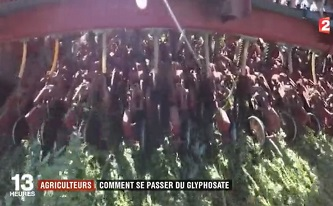 2
13 HEURES
AGRICULTEURS COMMENT SE PASSER DU GLYPHOSATE